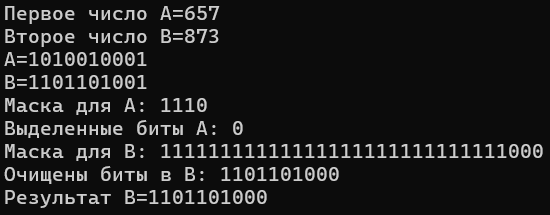 Первое число A=657
Второе число B=873
A=1010010001
B=1101101001
Маска для A: 1110
Выделенные биты A: 0
Маска для B: 11111111111111111111111111111000
Очищены биты в B: 1101101000
Результат B=1101101000